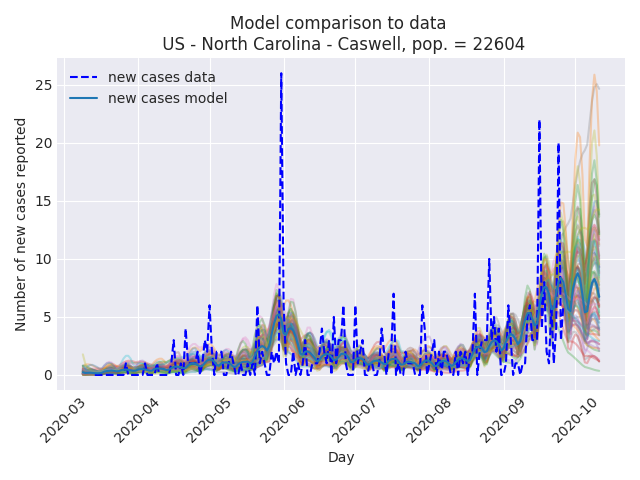 Model comparison to data
US - North Carolina - Caswell, pop. = 22604
new cases data
new cases model
Number of new cases reported
25
20
15
10
5
0
2020-03
2020-04
2020-05
2020-06
2020-07
2020-08
2020-09
2020-10
Day